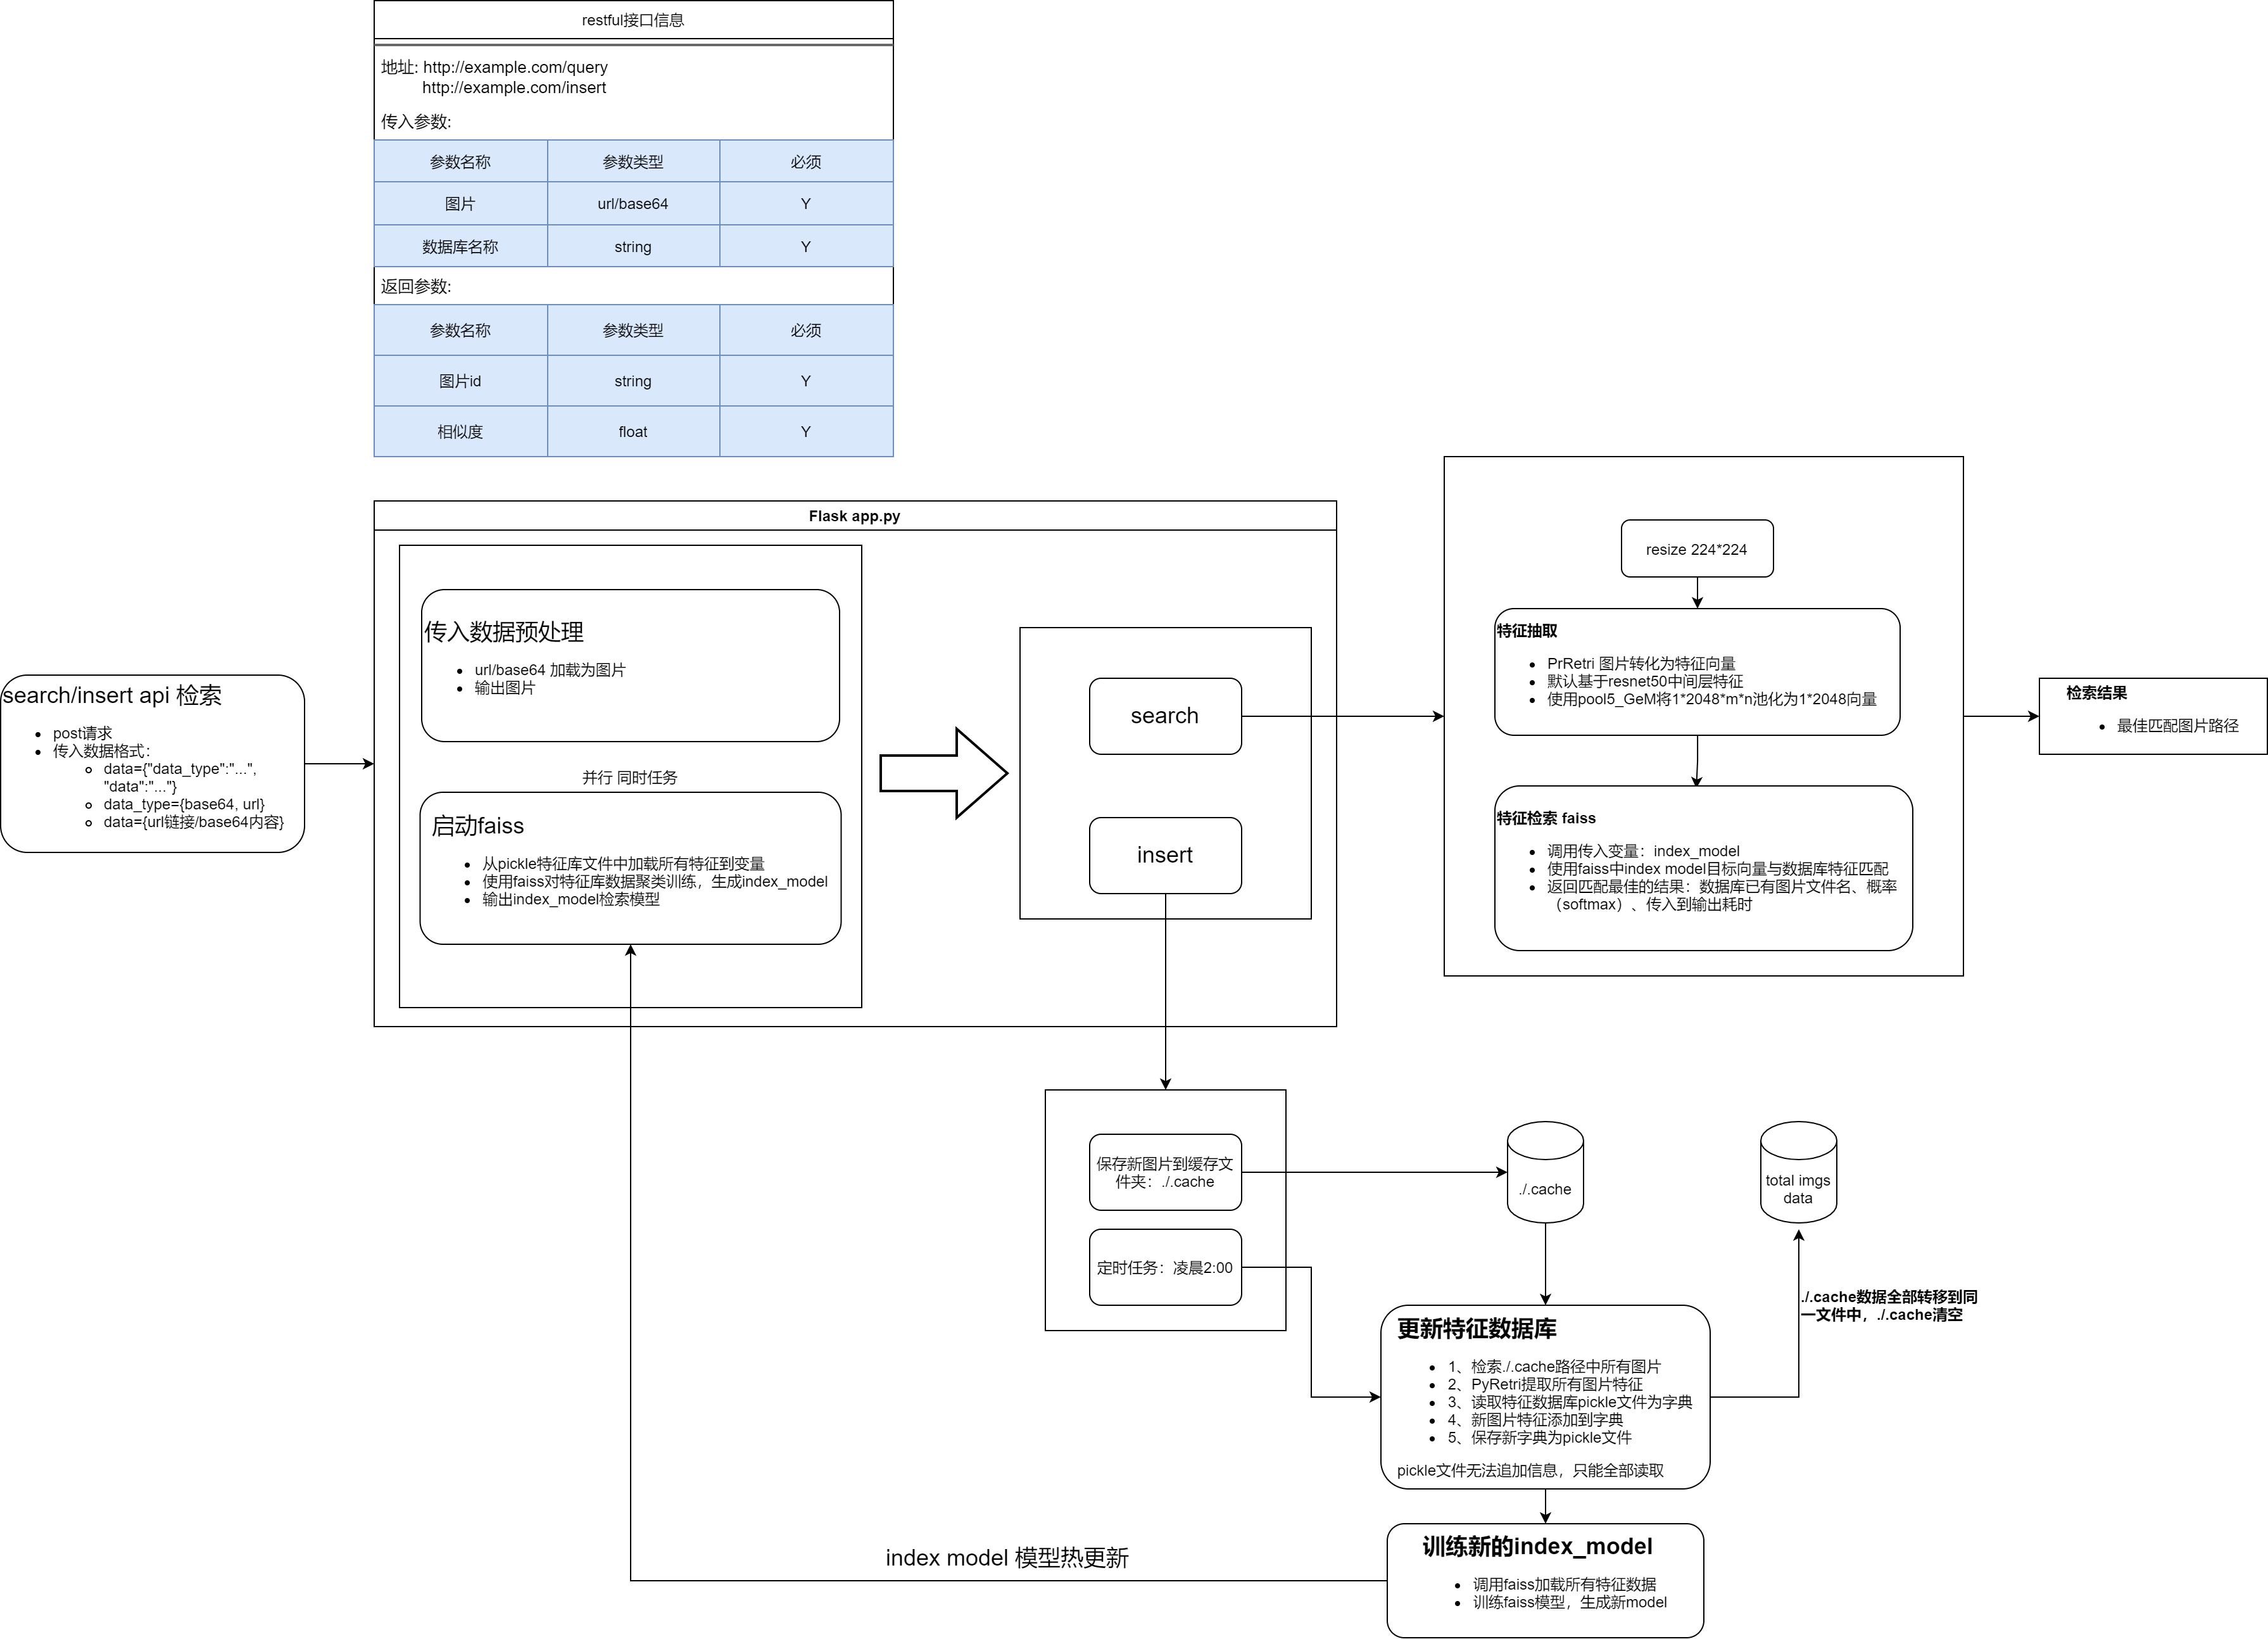 restful接口信息
地址: http://example.com/query
http://example.com/insert
传入参数:
参数名称 参数类型 必须
图片 url/base64 Y
数据库名称 string Y
返回参数:
参数名称 参数类型 必须
图片id string Y
相似度 float Y
search/insert api 检索
post请求
传入数据格式：
data={"data_type":"...",
"data":"..."}
data_type={base64, url}
data={url链接/base64内容}
Flask app.py
传入数据预处理
url/base64 加载为图片
输出图片
并行 同时任务
启动faiss
从pickle特征库文件中加载所有特征到变量
使用faiss对特征库数据聚类训练，生成index_model
输出index_model检索模型
search
insert
resize 224*224
特征抽取
PrRetri 图片转化为特征向量
默认基于resnet50中间层特征
使用pool5_GeM将1*2048*m*n池化为1*2048向量
特征检索 faiss
调用传入变量：index_model
使用faiss中index model目标向量与数据库特征匹配
返回匹配最佳的结果：数据库已有图片文件名、概率
（softmax）、传入到输出耗时
检索结果
最佳匹配图片路径
保存新图片到缓存文
件夹：./.cache
定时任务：凌晨2:00
./.cache
total imgs
data
./.cache数据全部转移到同
一文件中，./.cache清空
更新特征数据库
1、检索./.cache路径中所有图片
2、PyRetri提取所有图片特征
3、读取特征数据库pickle文件为字典
4、新图片特征添加到字典
5、保存新字典为pickle文件
pickle文件无法追加信息，只能全部读取
训练新的index_model
调用faiss加载所有特征数据
训练faiss模型，生成新model
index model 模型热更新